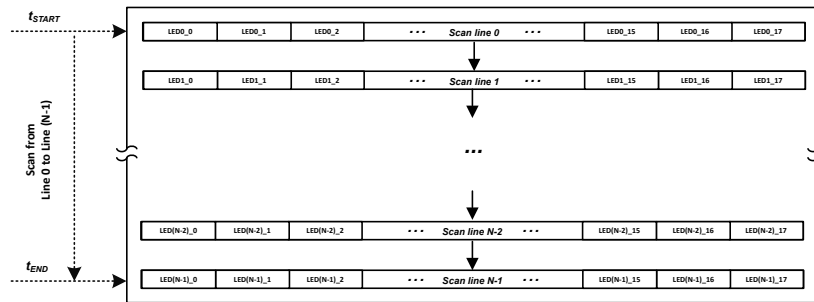 t_START LED0_0 LED0_1 LED0_2 ··· Scan line 0 ··· LED0_15 LED0_16 LED0_17
LED1_0 LED1_1 LED1_2 ··· Scan line 1 ··· LED1_15 LED1_16 LED1_17
Scan from
Line 0 to Line (N-1)
...
LED(N-2)_0 LED(N-2)_1 LED(N-2)_2 ··· Scan line N-2 ··· LED(N-2)_15 LED(N-2)_16 LED(N-2)_17
t_END LED(N-1)_0 LED(N-1)_1 LED(N-1)_2 ··· Scan line N-1 ··· LED(N-1)_15 LED(N-1)_16 LED(N-1)_17